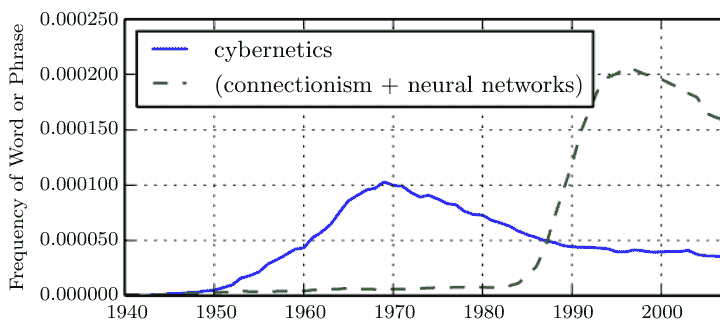 Frequency of Word or Phrase
0.000250
0.000200
0.000150
0.000100
0.000050
0.000000
cybernetics
(connectionism + neural networks)
1940 1950 1960 1970 1980 1990 2000